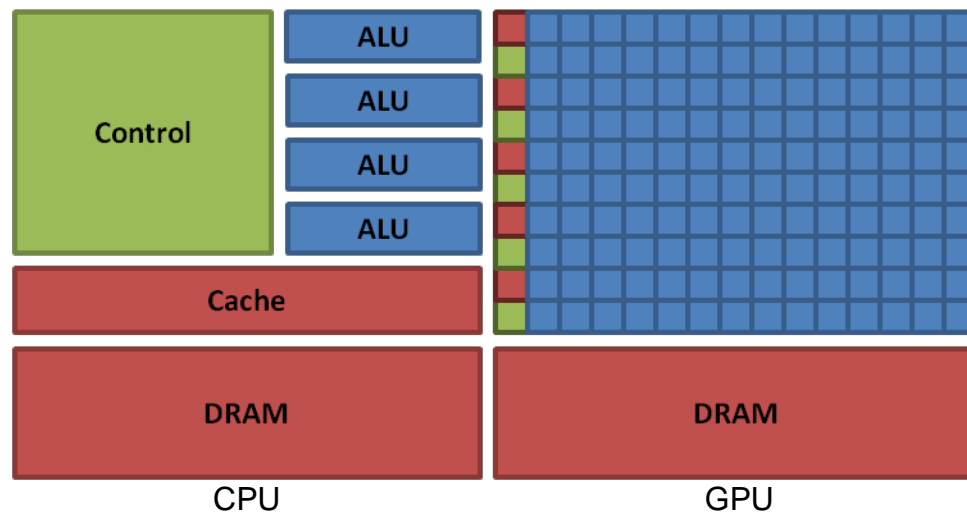 Control
ALU
ALU
ALU
ALU
Cache
DRAM
CPU
DRAM
GPU